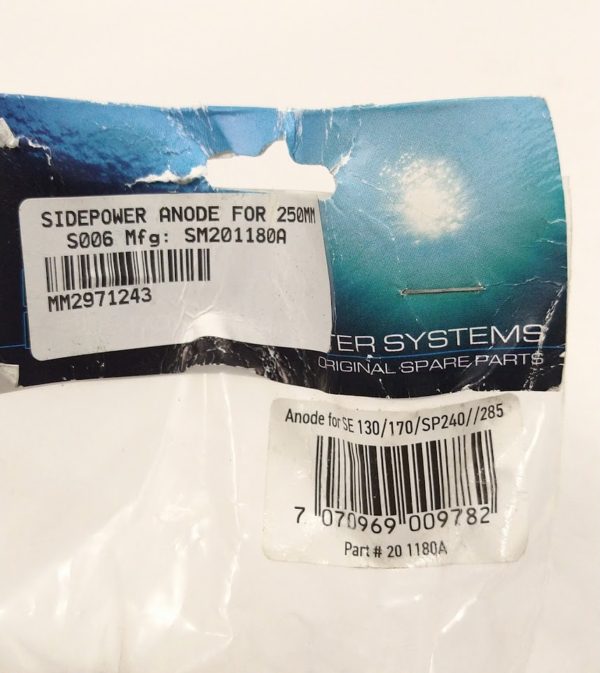 SIDEPOWER ANODE FOR 250MM
S006 Mfg: SM201180A
MM2971243
TER SYSTEMS
ORIGINAL SPARE PARTS
Anode for SE 130/170/SP240//285
7 070969 009782
Part # 20 1180A